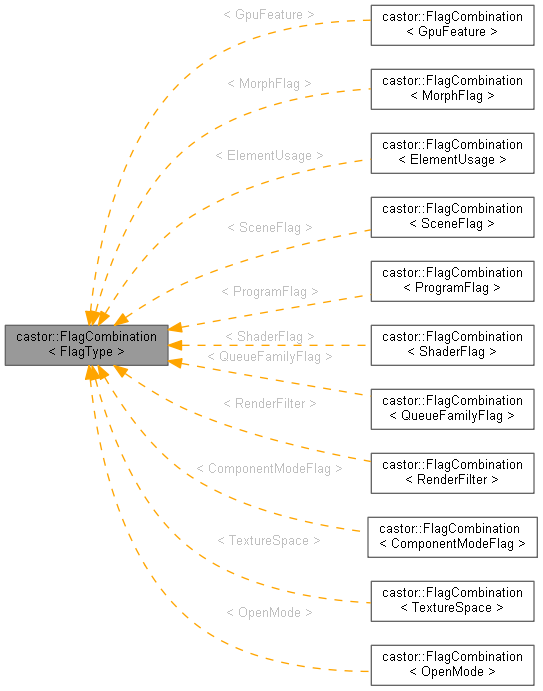 < GpuFeature >
castor::FlagCombination
< GpuFeature >
< MorphFlag >
castor::FlagCombination
< MorphFlag >
< ElementUsage >
castor::FlagCombination
< ElementUsage >
< SceneFlag >
castor::FlagCombination
< SceneFlag >
< ProgramFlag >
castor::FlagCombination
< ProgramFlag >
castor::FlagCombination
< FlagType >
< ShaderFlag >
castor::FlagCombination
< ShaderFlag >
< QueueFamilyFlag >
castor::FlagCombination
< QueueFamilyFlag >
< RenderFilter >
castor::FlagCombination
< RenderFilter >
< ComponentModeFlag >
castor::FlagCombination
< ComponentModeFlag >
< TextureSpace >
castor::FlagCombination
< TextureSpace >
< OpenMode >
castor::FlagCombination
< OpenMode >